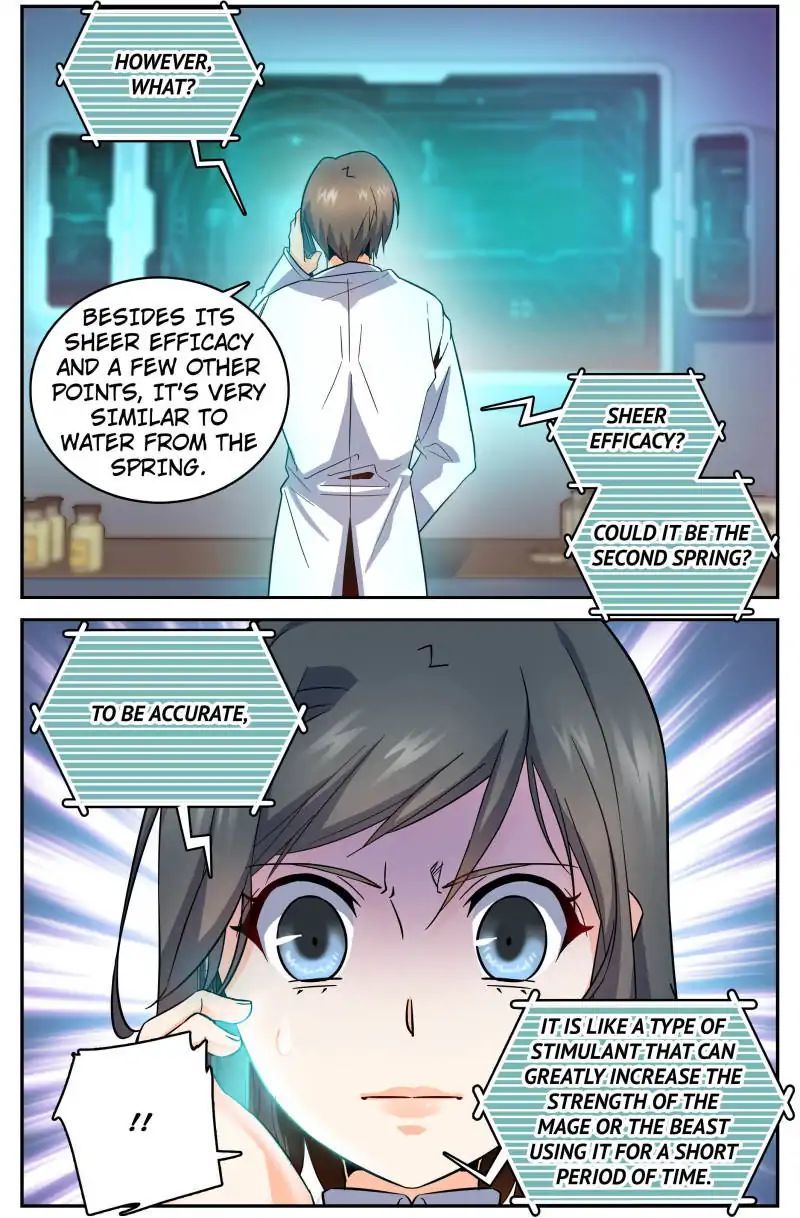 HOWEVER,
WHAT?
BESIDES ITS
SHEER EFFICACY
AND A FEW OTHER
POINTS, IT'S VERY
SIMILAR TO
WATER FROM THE
SPRING.
SHEER
EFFICACY?
COULD IT BE THE
SECOND SPRING?
TO BE ACCURATE,
!!
IT IS LIKE A TYPE OF
STIMULANT THAT CAN
GREATLY INCREASE THE
STRENGTH OF THE
MAGE OR THE BEAST
USING IT FOR A SHORT
PERIOD OF TIME.